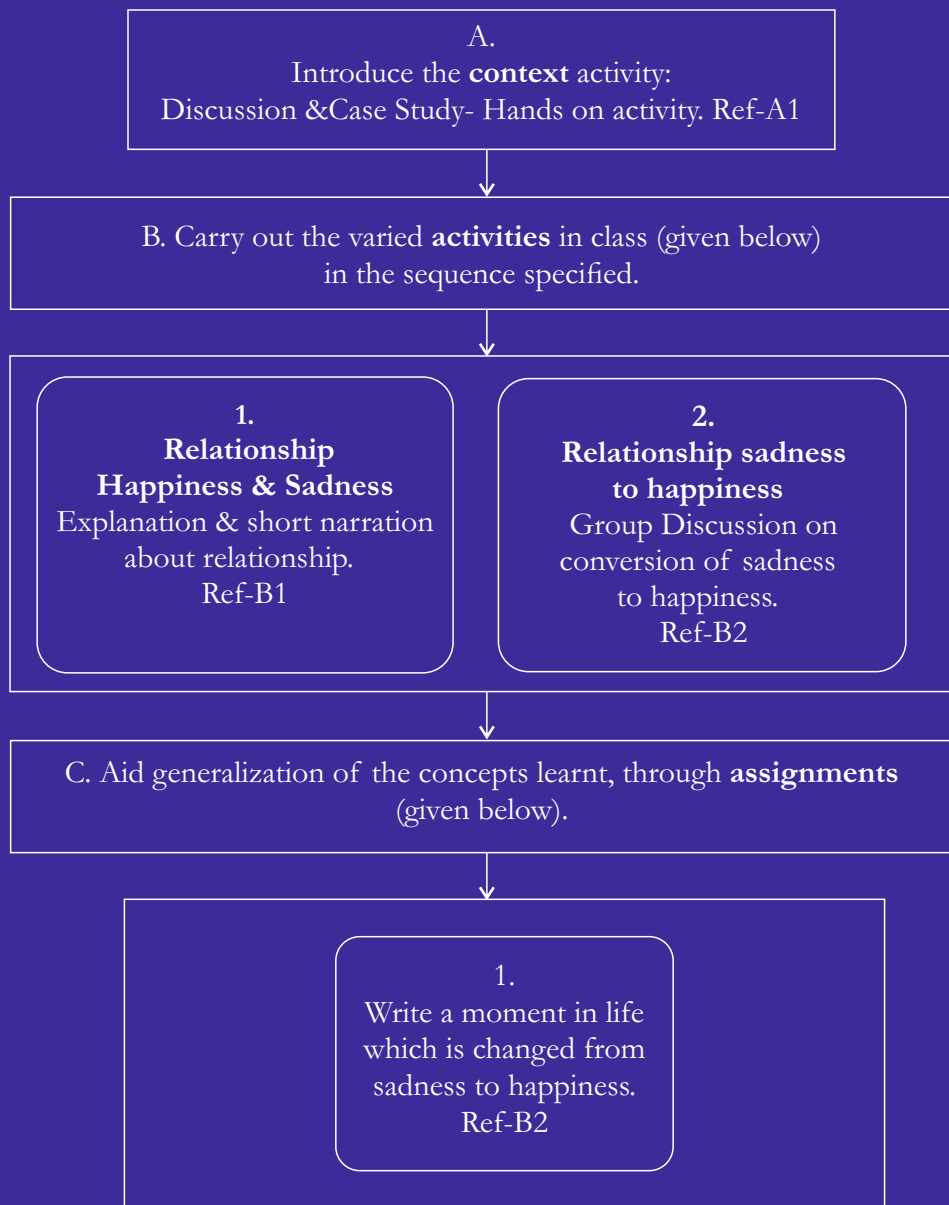 A.
Introduce the context activity:
Discussion &Case Study- Hands on activity. Ref-A1
B. Carry out the varied activities in class (given below)
in the sequence specified.
1.
Relationship
Happiness & Sadness
Explanation & short narration
about relationship.
Ref-B1
2.
Relationship sadness
to happiness
Group Discussion on
conversion of sadness
to happiness.
Ref-B2
C. Aid generalization of the concepts learnt, through assignments
(given below).
1.
Write a moment in life
which is changed from
sadness to happiness.
Ref-B2